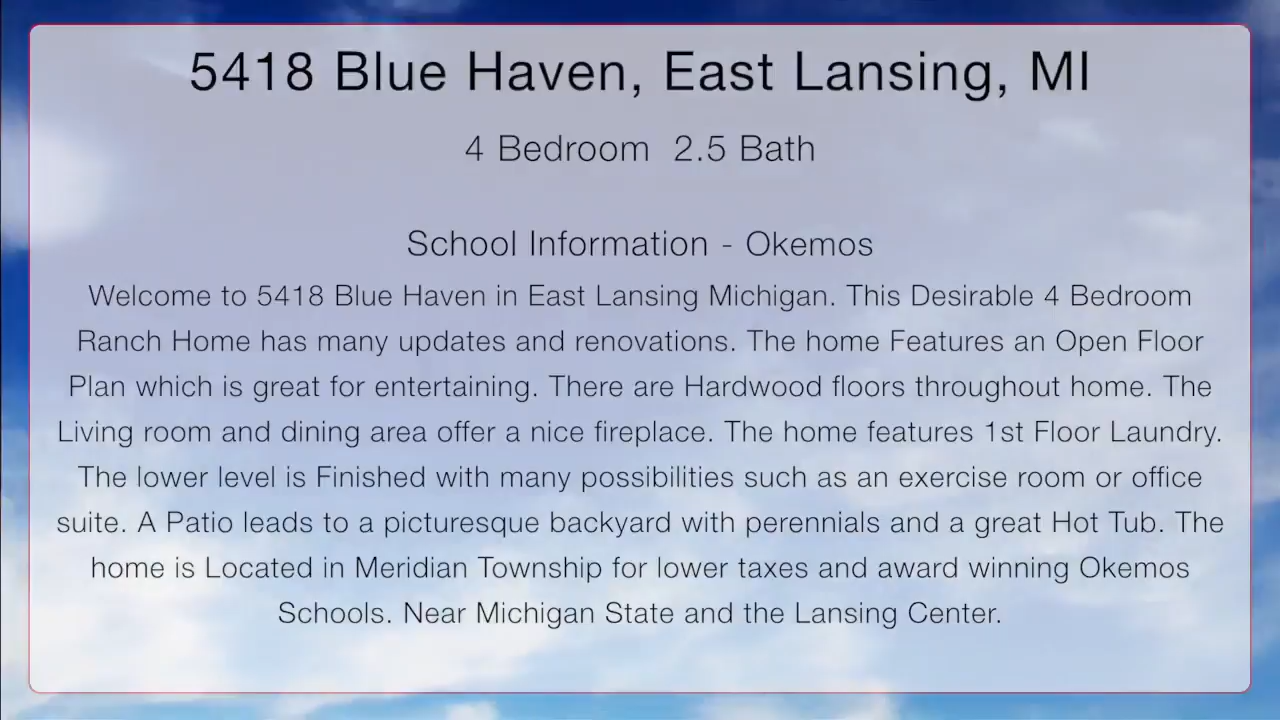 5418 Blue Haven, East Lansing, MI
4 Bedroom 2.5 Bath
School Information - Okemos
Welcome to 5418 Blue Haven in East Lansing Michigan. This Desirable 4 Bedroom
Ranch Home has many updates and renovations. The home Features an Open Floor
Plan which is great for entertaining. There are Hardwood floors throughout home. The
Living room and dining area offer a nice fireplace. The home features 1st Floor Laundry.
The lower level is Finished with many possibilities such as an exercise room or office
suite. A Patio leads to a picturesque backyard with perennials and a great Hot Tub. The
home is Located in Meridian Township for lower taxes and award winning Okemos
Schools. Near Michigan State and the Lansing Center.